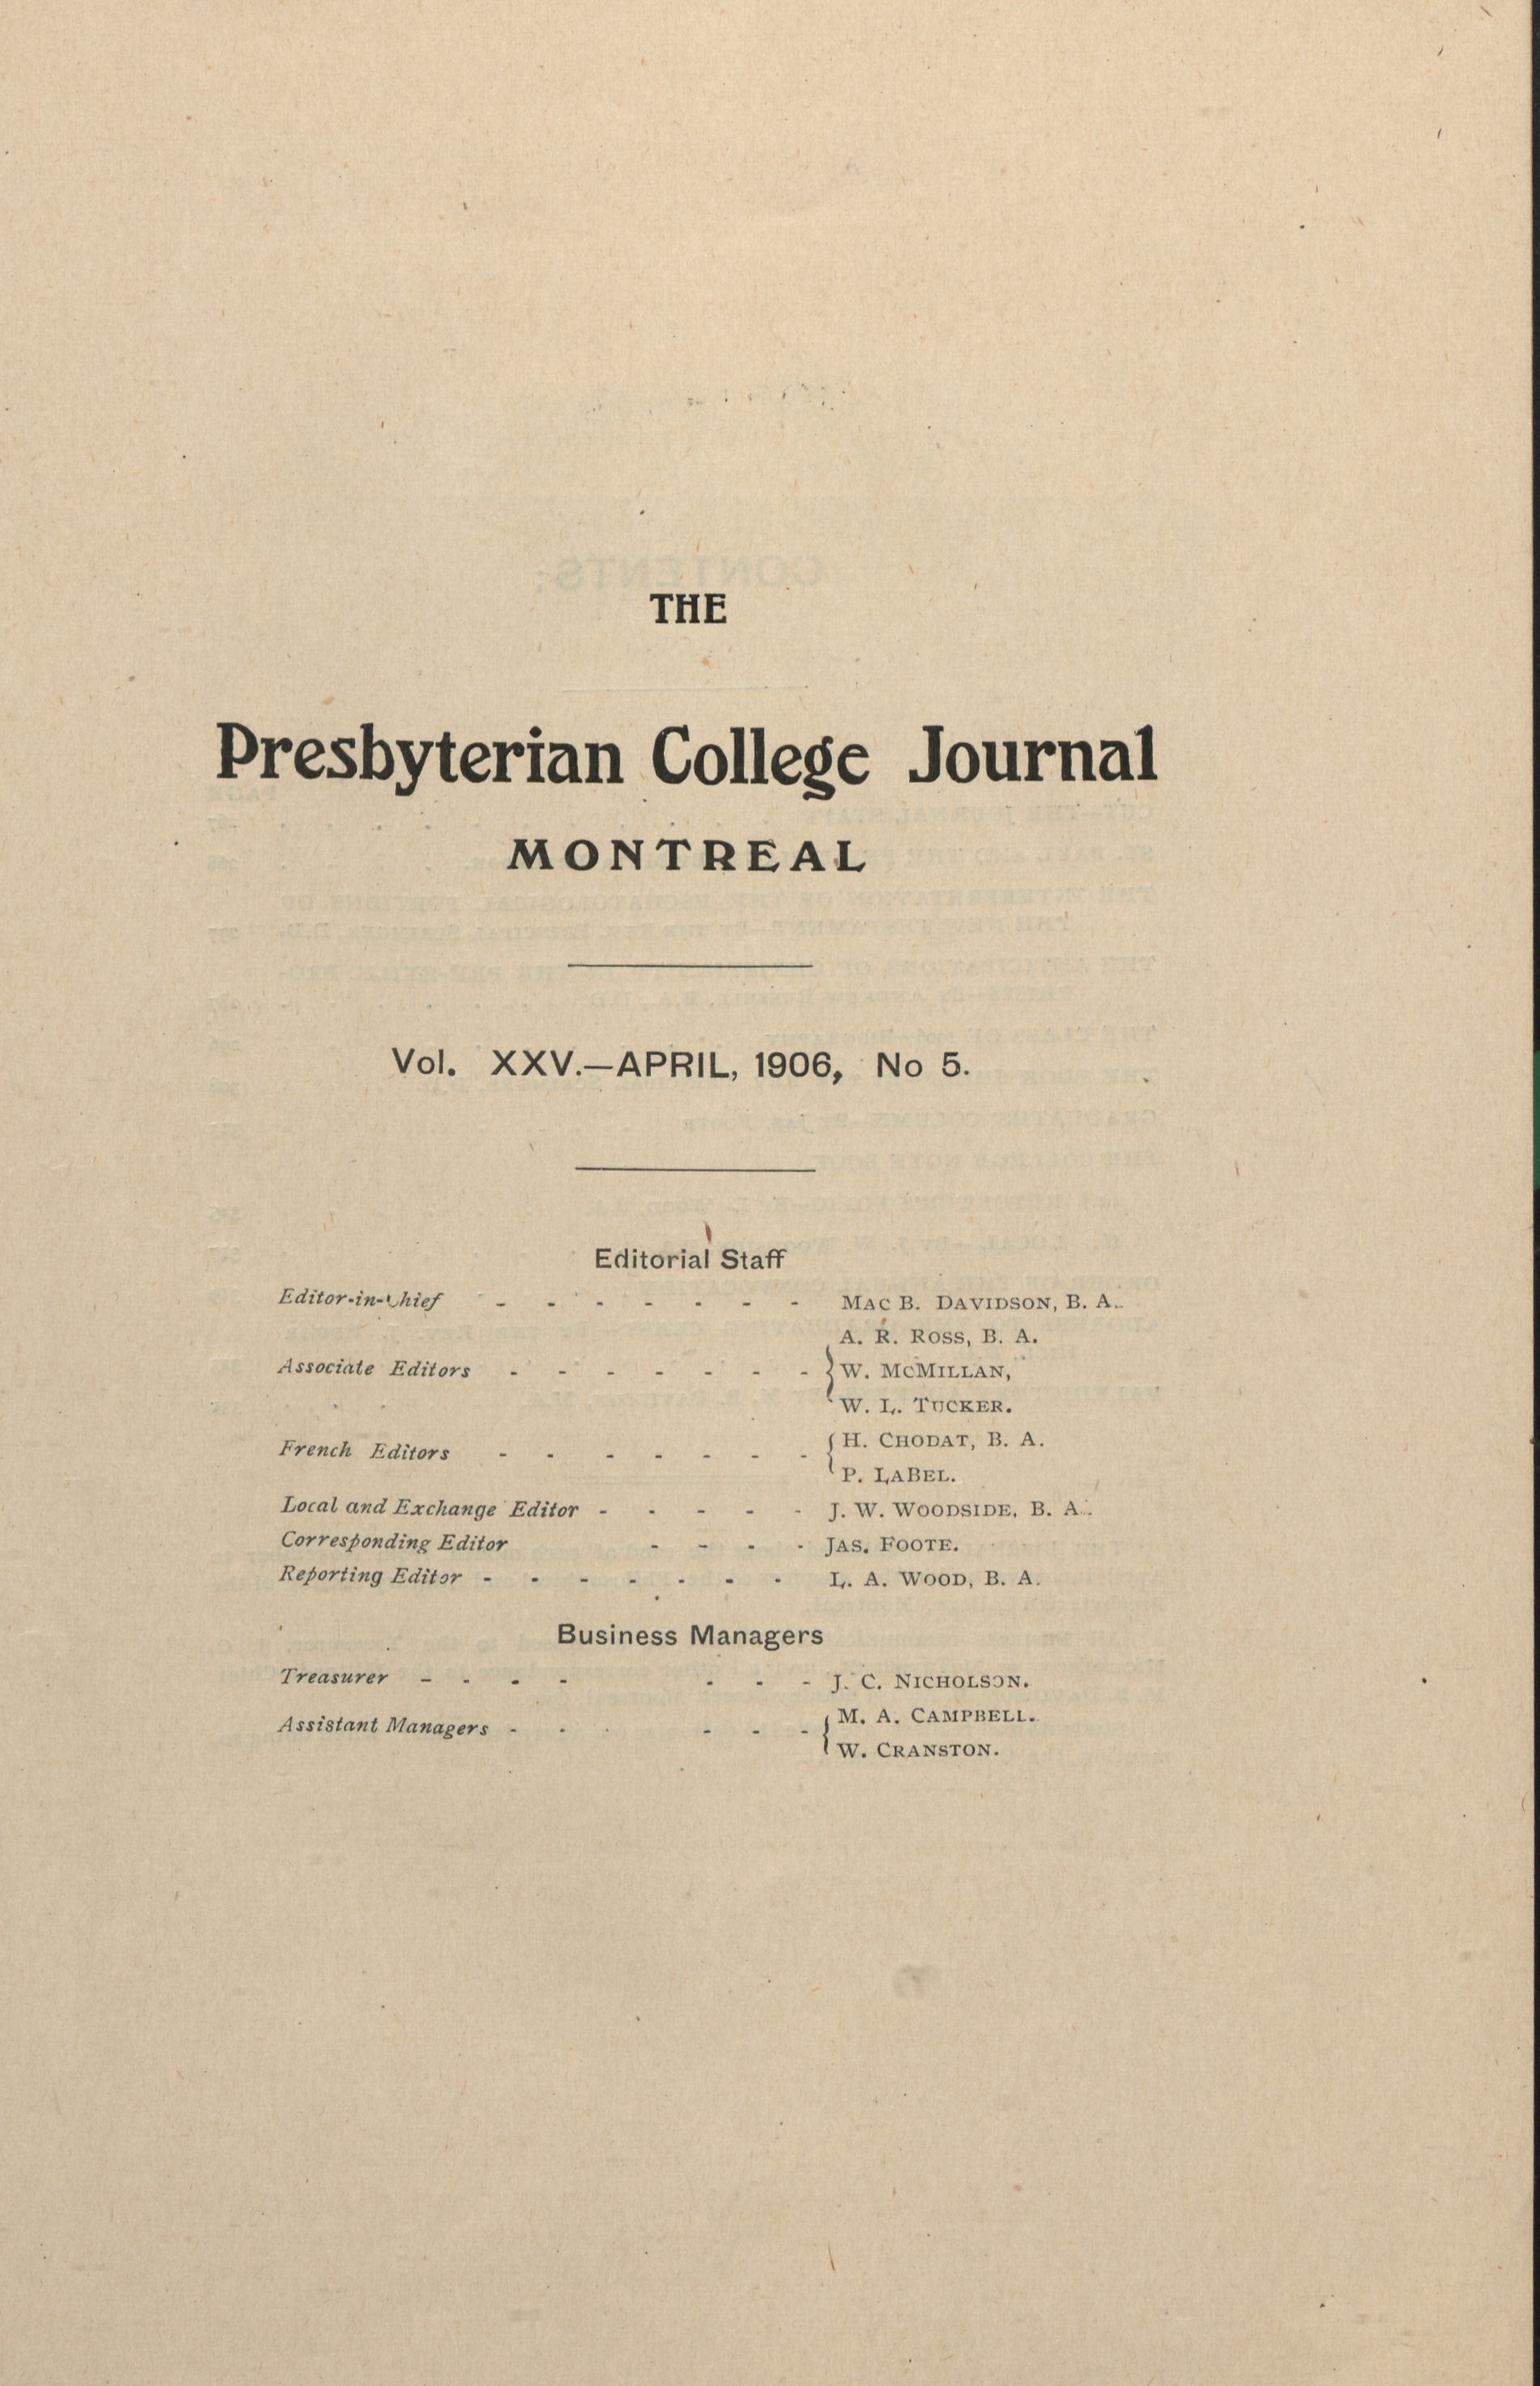 THE
Presbyterian College Journal
MONTREAL
Vol. XXV.—APRIL, 1906, No 5.
Editorial Staff
Editor-in-Chief - - - - - - - MAC B. DAVIDSON, B. A.
A. R. ROSS, B. A.
Associate Editors - - - - - - - W. MCMILLAN,
W. L. TUCKER.
H. CHODAT, B. A.
French Editors - - - - - - -
P. LABEL.
Local and Exchange Editor - - - - - J. W. WOODSIDE, B. A.
Corresponding Editor - - - - JAS. FOOTE.
Reporting Editor - - - - - - - L. A. WOOD, B. A.
Business Managers
Treasurer - - - - - - - J. C. NICHOLSON.
M. A. CAMPBELL.
Assistant Managers - - - - - -
W. CRANSTON.